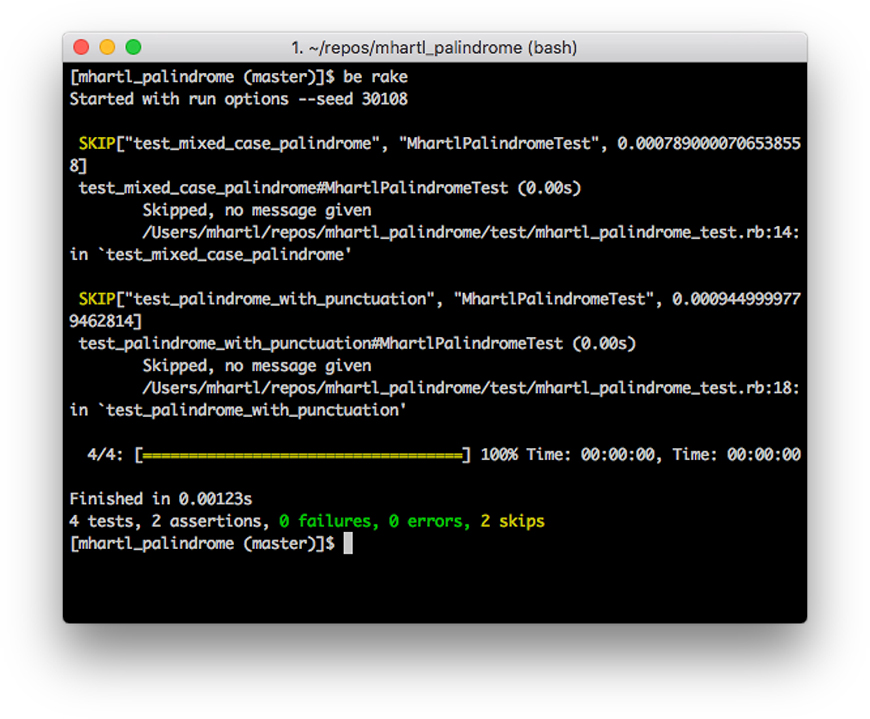 1. ~/repos/mhartl_palindrome (bash)
[mhartl_palindrome (master)]$ be rake
Started with run options --seed 30108
SKIP["test_mixed_case_palindrome", "MhartlPalindromeTest", 0.000789000070653855
8]
test_mixed_case_palindrome#MhartlPalindromeTest (0.00s)
Skipped, no message given
/Users/mhartl/repos/mhartl_palindrome/test/mhartl_palindrome_test.rb:14:
in `test_mixed_case_palindrome'
SKIP["test_palindrome_with_punctuation", "MhartlPalindromeTest", 0.000944999977
9462814]
test_palindrome_with_punctuation#MhartlPalindromeTest (0.00s)
Skipped, no message given
/Users/mhartl/repos/mhartl_palindrome/test/mhartl_palindrome_test.rb:18:
in `test_palindrome_with_punctuation'
4/4: [===================================] 100% Time: 00:00:00, Time: 00:00:00
Finished in 0.00123s
4 tests, 2 assertions, 0 failures, 0 errors, 2 skips
[mhartl_palindrome (master)]$